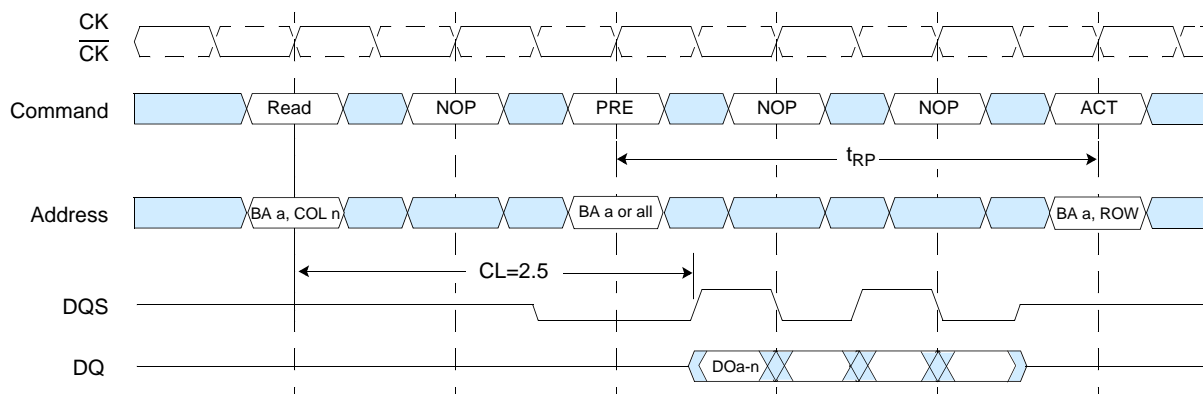 CK
CK
Command Read NOP PRE NOP NOP ACT
tRP
Address BA a, COL n BA a or all BA a, ROW
CL=2.5
DQS
DQ DOa-n